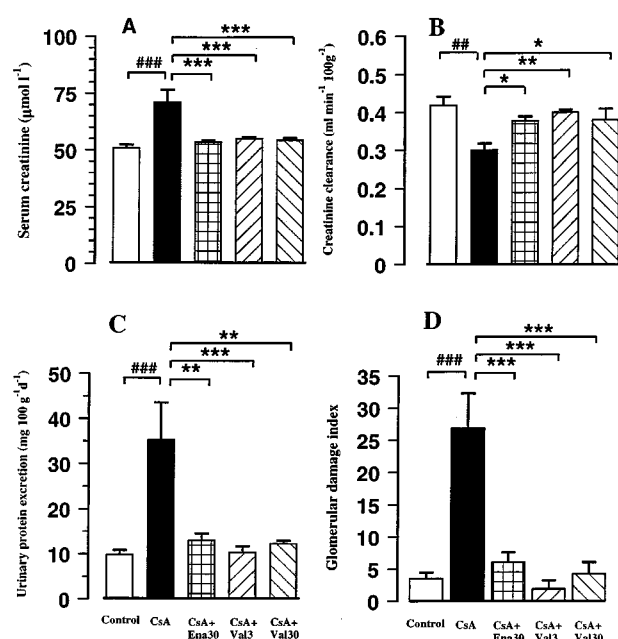 A
***
***
***
###
Serum creatinine (µmol l⁻¹)
100
75
50
25
0
B
*
**
*
##
Creatinine clearance (ml min⁻¹ 100g⁻¹)
0.6
0.5
0.4
0.3
0.2
0.1
0
C
**
***
**
###
Urinary protein excretion (mg 100 g⁻¹d⁻¹)
50
40
30
20
10
0
Control
CsA
CsA+
Ena30
CsA+
Val3
CsA+
Val30
D
***
***
***
###
Glomerular damage index
35
30
25
20
15
10
5
0
Control
CsA
CsA+
Ena30
CsA+
Val3
CsA+
Val30